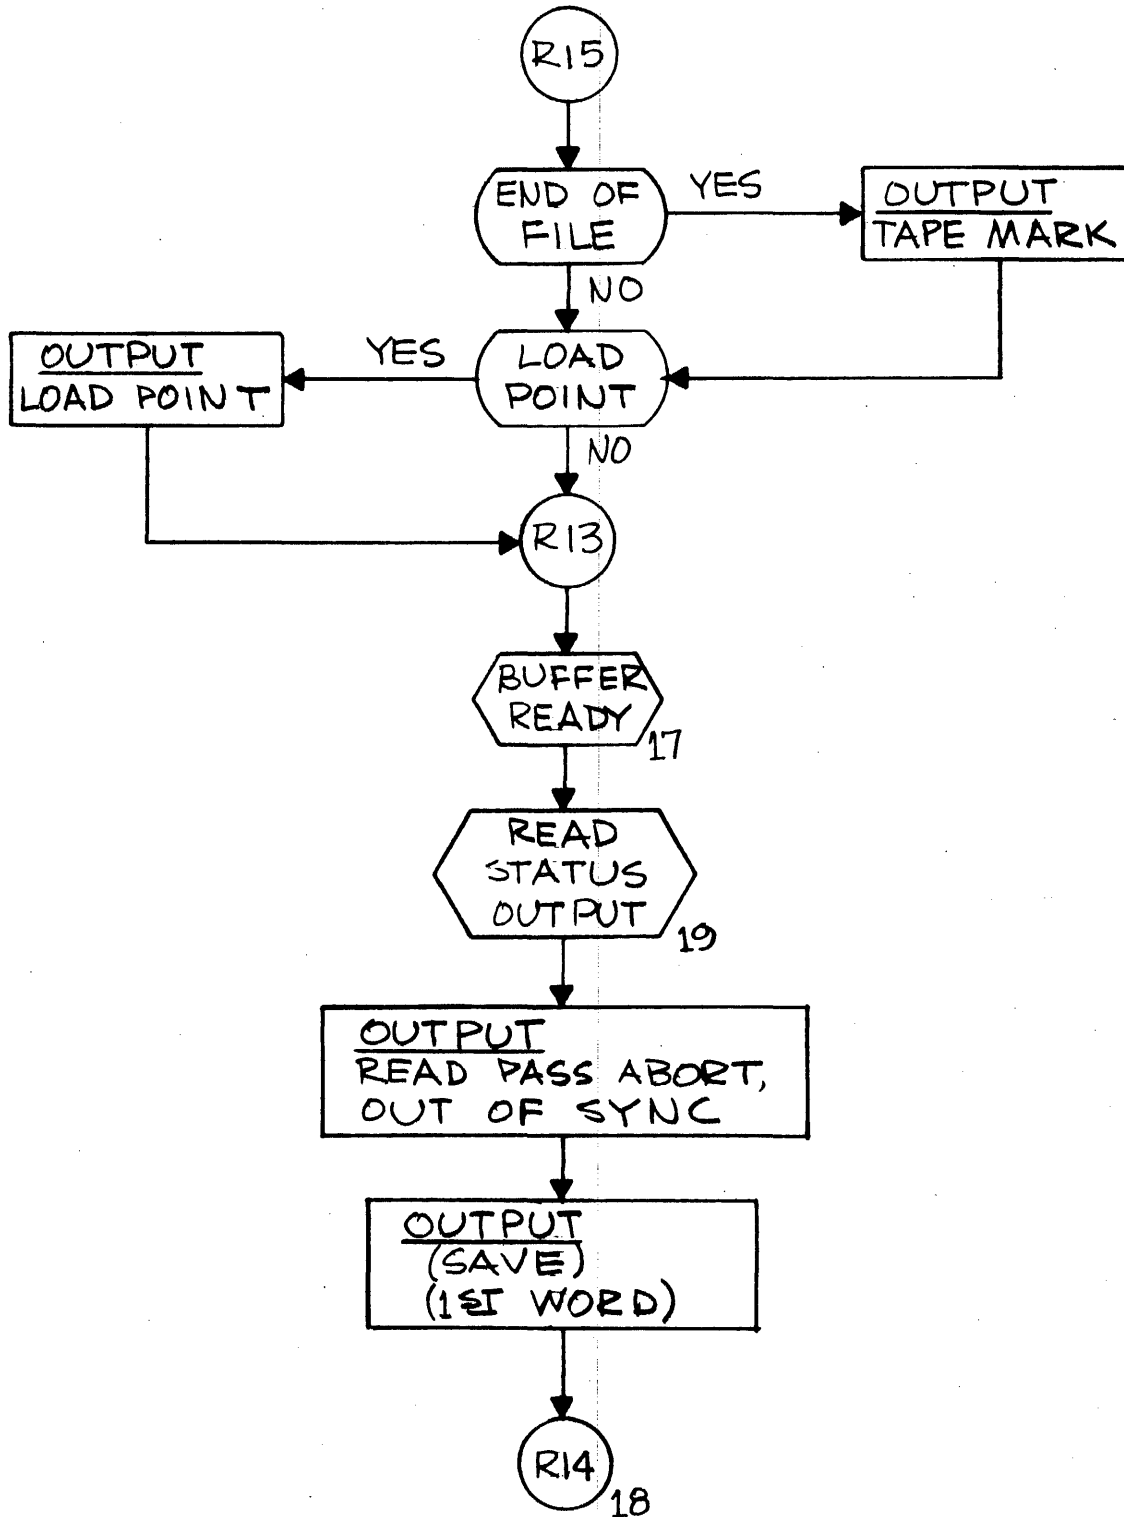 R15
END OF
FILE
YES
OUTPUT
TAPE MARK
NO
OUTPUT
LOAD POINT
YES
LOAD
POINT
NO
R13
BUFFER
READY
17
READ
STATUS
OUTPUT
19
OUTPUT
READ PASS ABORT,
OUT OF SYNC
OUTPUT
(SAVE)
(1ST WORD)
R14
18